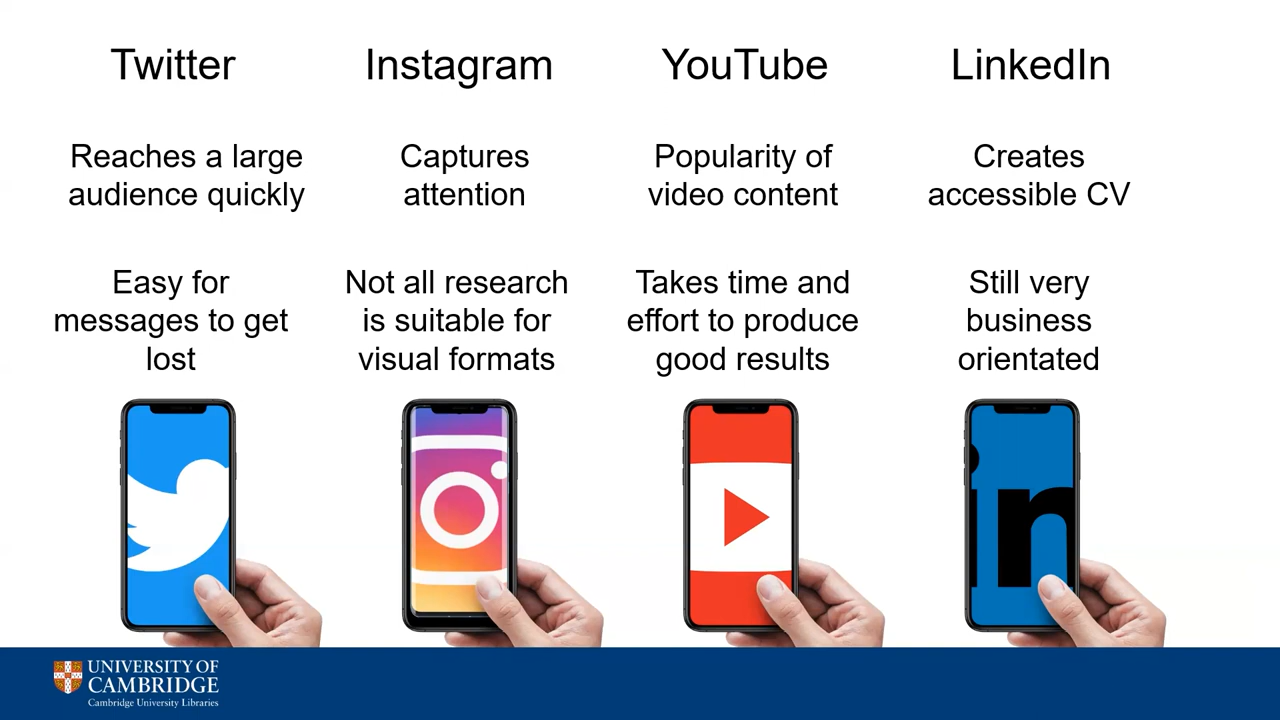 Twitter
Instagram
YouTube
LinkedIn
Reaches a large
audience quickly
Captures
attention
Popularity of
video content
Creates
accessible CV
Easy for
messages to get
lost
Not all research
is suitable for
visual formats
Takes time and
effort to produce
good results
Still very
business
orientated
in
UNIVERSITY OF
CAMBRIDGE
Cambridge University Libraries